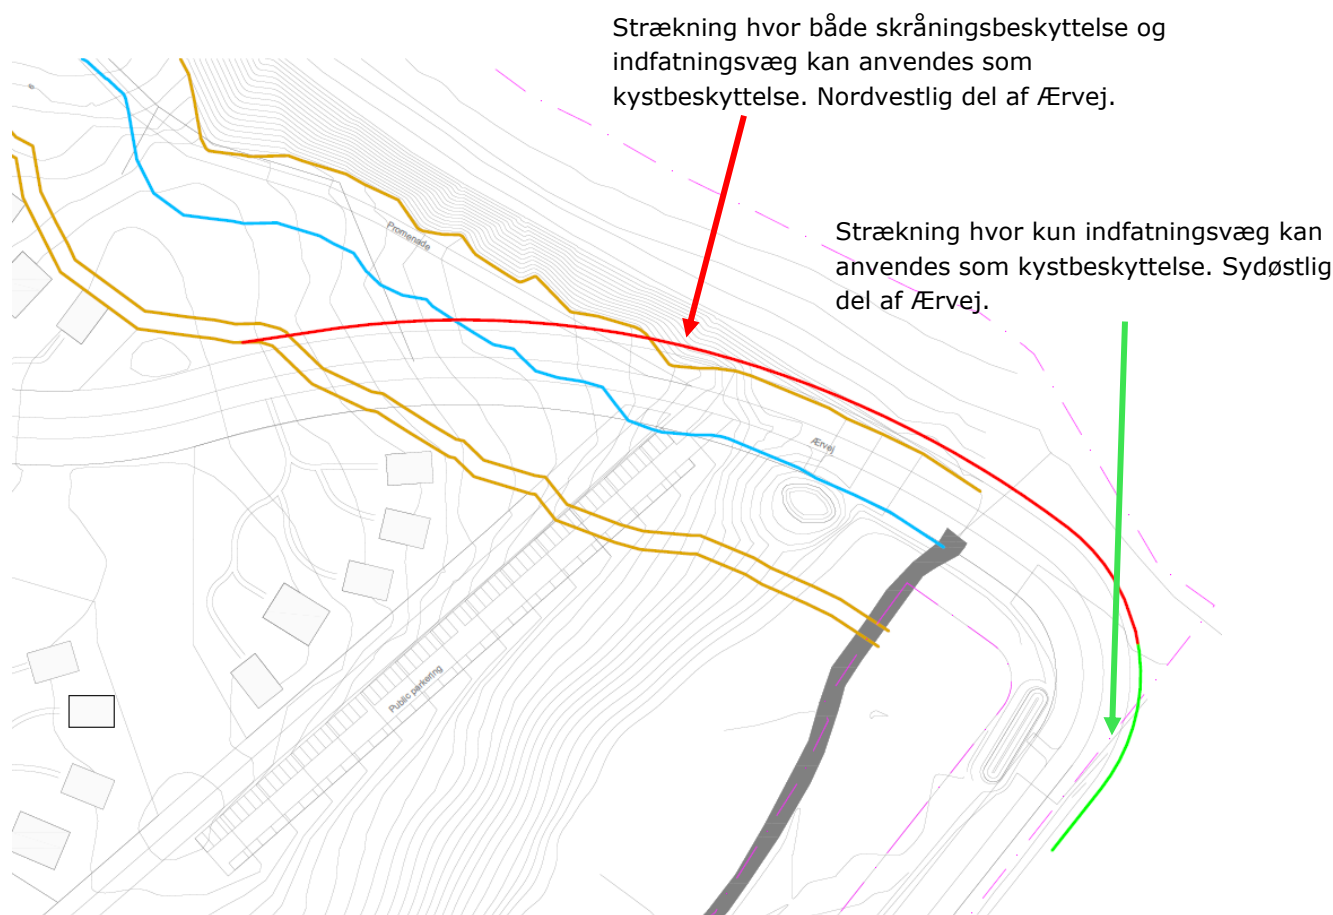 Strækning hvor både skråningsbeskyttelse og
indfatningsvæg kan anvendes som
kystbeskyttelse. Nordvestlig del af Ærvej.
Strækning hvor kun indfatningsvæg kan
anvendes som kystbeskyttelse. Sydøstlig
del af Ærvej.
Promenade
Ærvej
Public parkering